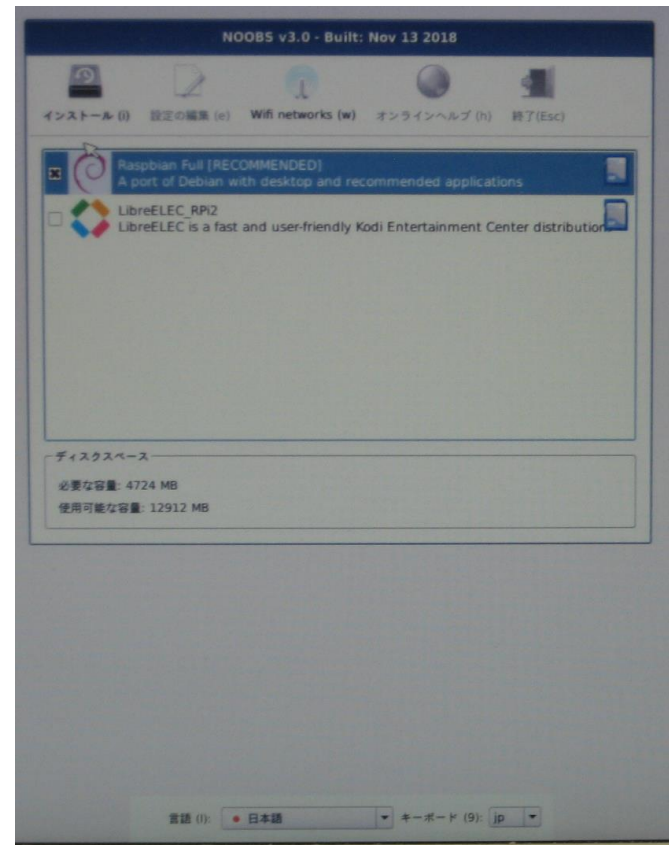 NOOBS v3.0 - Built: Nov 13 2018
インストール (i) 設定の編集 (e) Wifi networks (w) オンラインヘルプ (h) 終了(Esc)
Raspbian Full [RECOMMENDED]
A port of Debian with desktop and recommended applications
LibreELEC_RPi2
LibreELEC is a fast and user-friendly Kodi Entertainment Center distribution.
ディスクスペース
必要な容量: 4724 MB
使用可能な容量: 12912 MB
言語 (l): 日本語 キーボード (9): jp